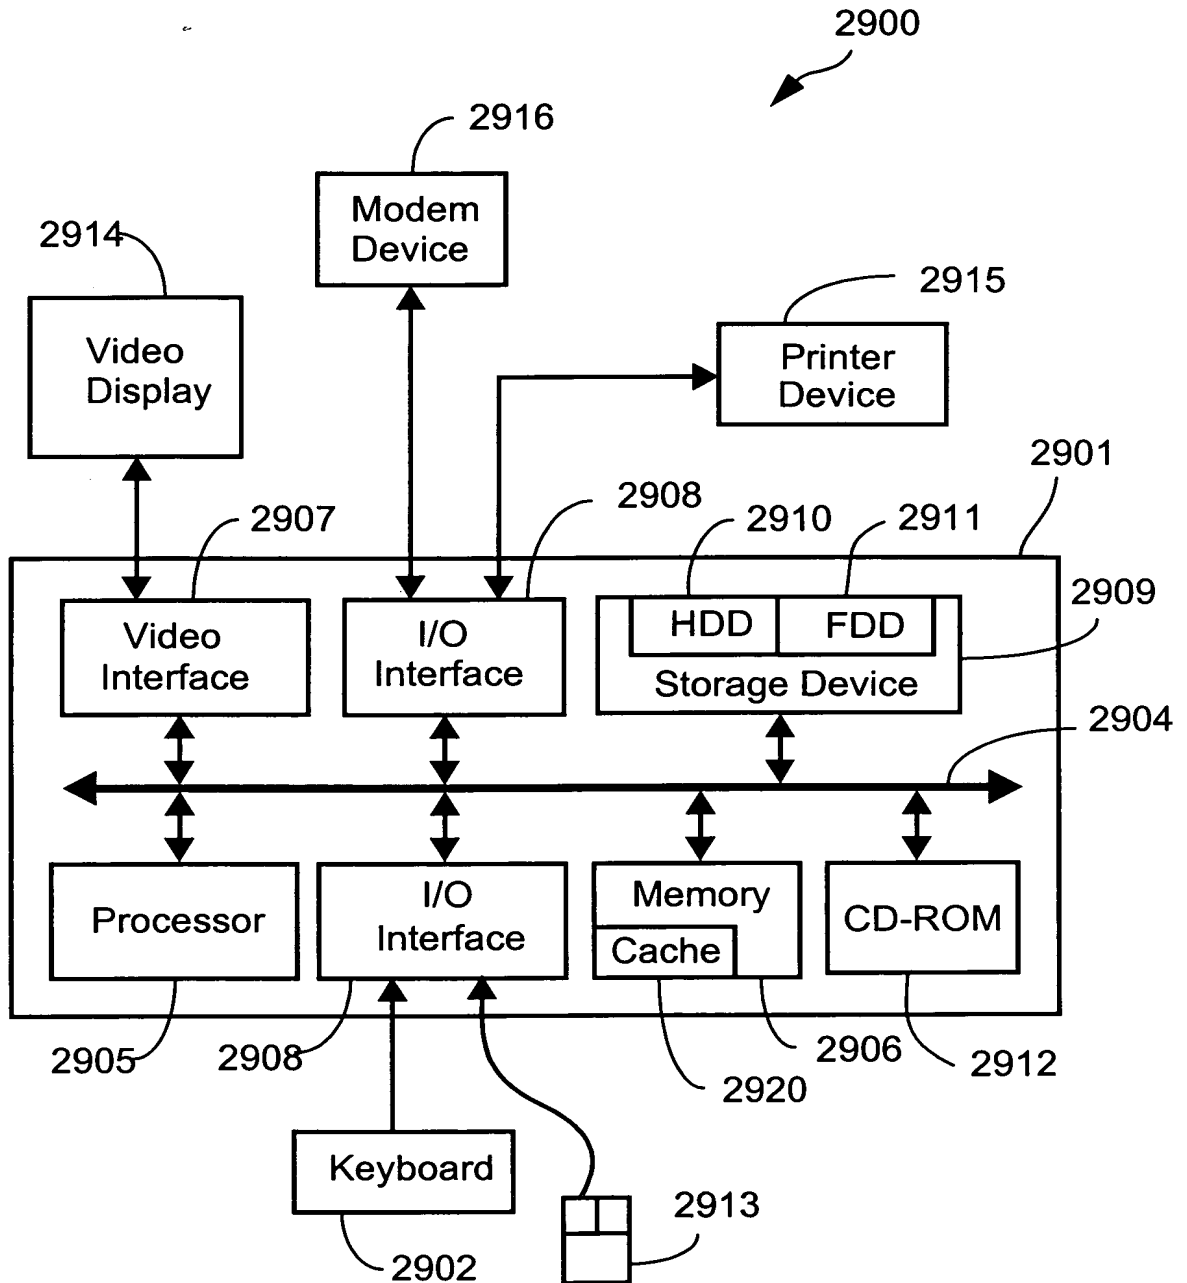 2900
2916
Modem
Device
2914
Video
Display
2915
Printer
Device
2901
2907
2908
2910
2911
2909
Video
Interface
I/O
Interface
HDD
FDD
Storage Device
2904
Processor
I/O
Interface
Memory
Cache
CD-ROM
2905
2908
2906
2912
2920
Keyboard
2913
2902